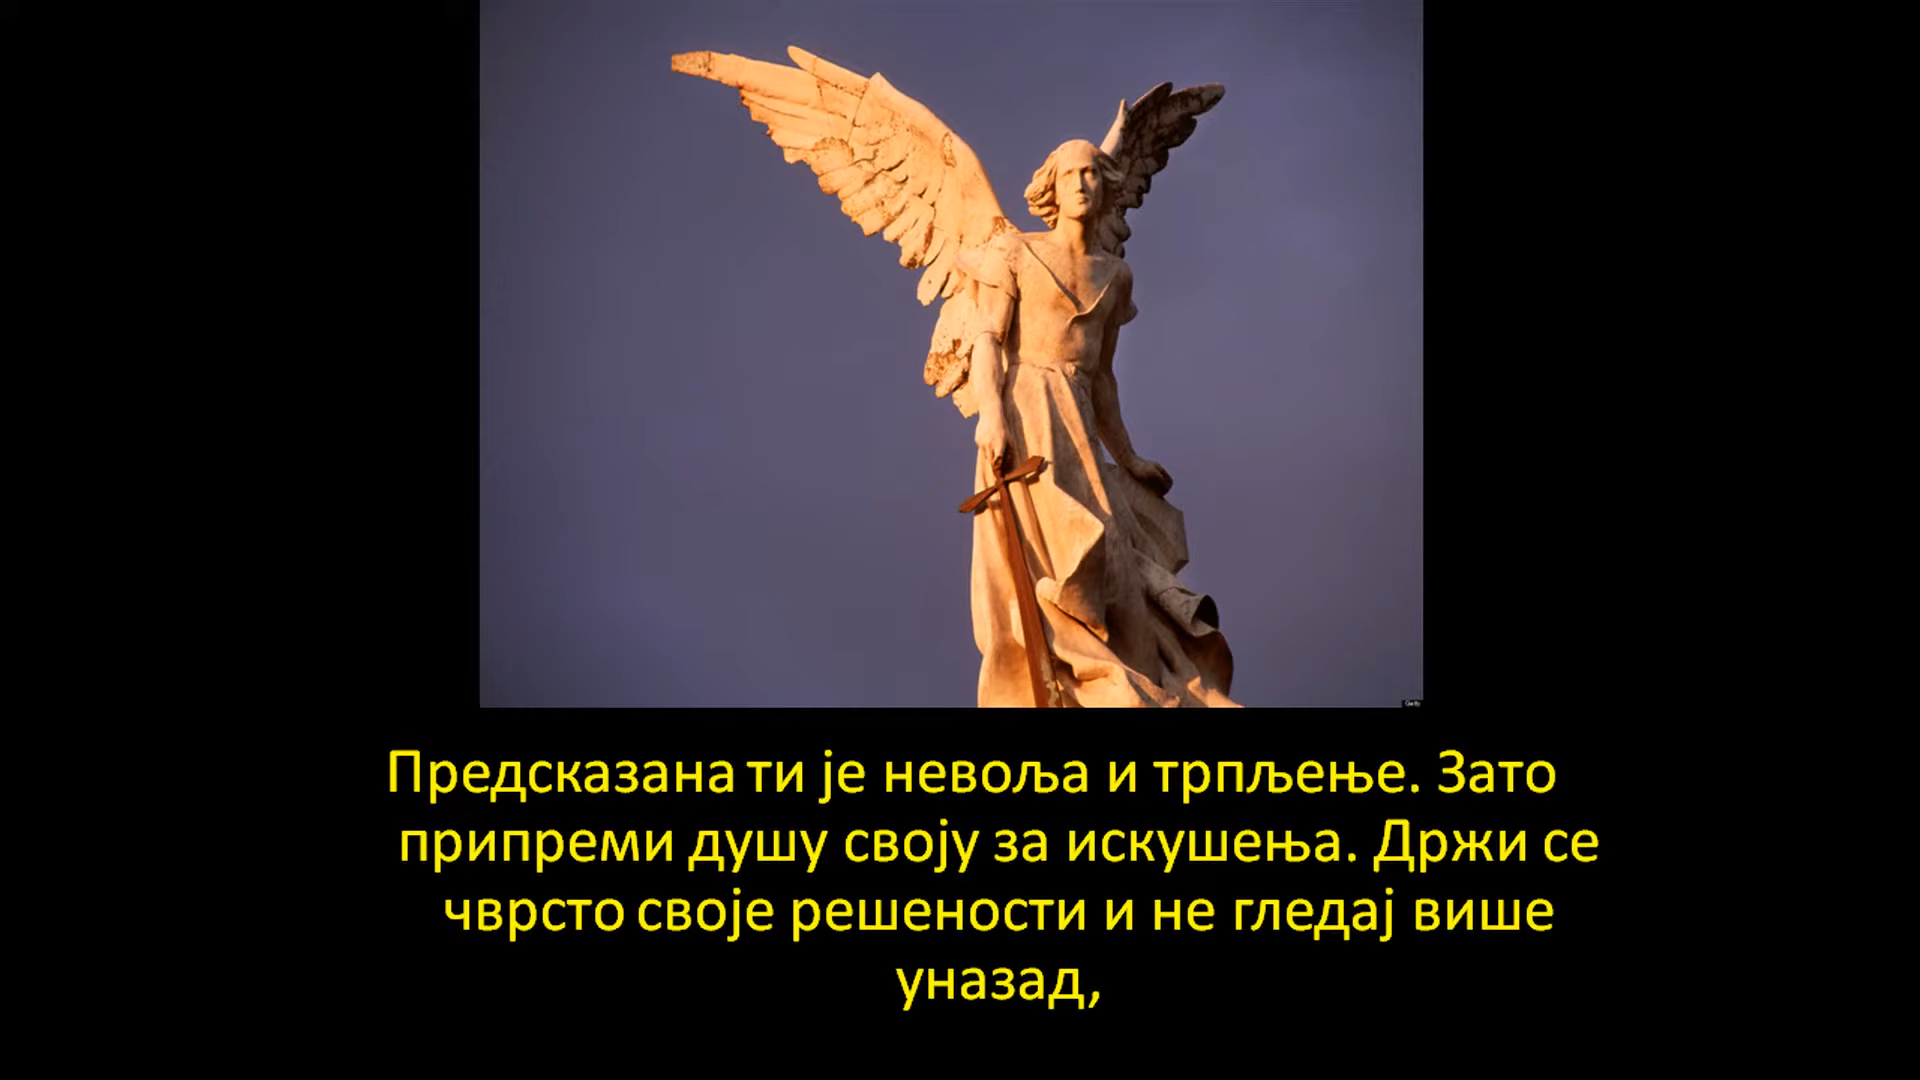 Предсказана ти је невоља и трпљење. Зато
припреми душу своју за искушења. Држи се
чврсто своје решености и не гледај више
уназад,